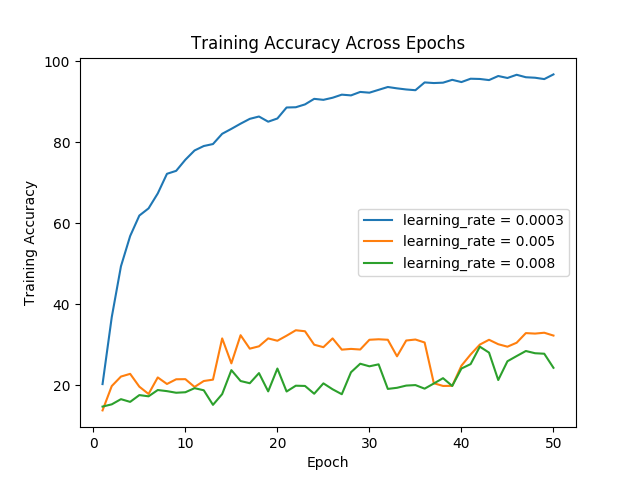 Training Accuracy Across Epochs
100
80
60
40
20
Training Accuracy
learning_rate = 0.0003
learning_rate = 0.005
learning_rate = 0.008
0
10
20
30
40
50
Epoch